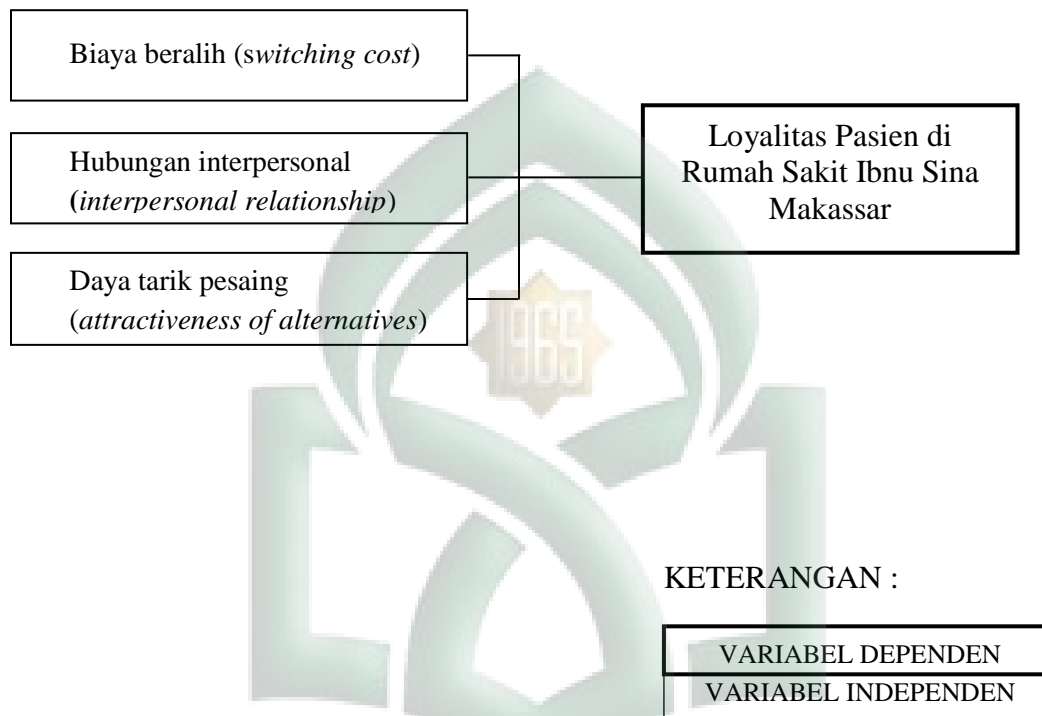 Biaya beralih (switching cost)
Hubungan interpersonal
(interpersonal relationship)
Daya tarik pesaing
(attractiveness of alternatives)
Loyalitas Pasien di
Rumah Sakit Ibnu Sina
Makassar
1965
KETERANGAN :
VARIABEL DEPENDEN
VARIABEL INDEPENDEN